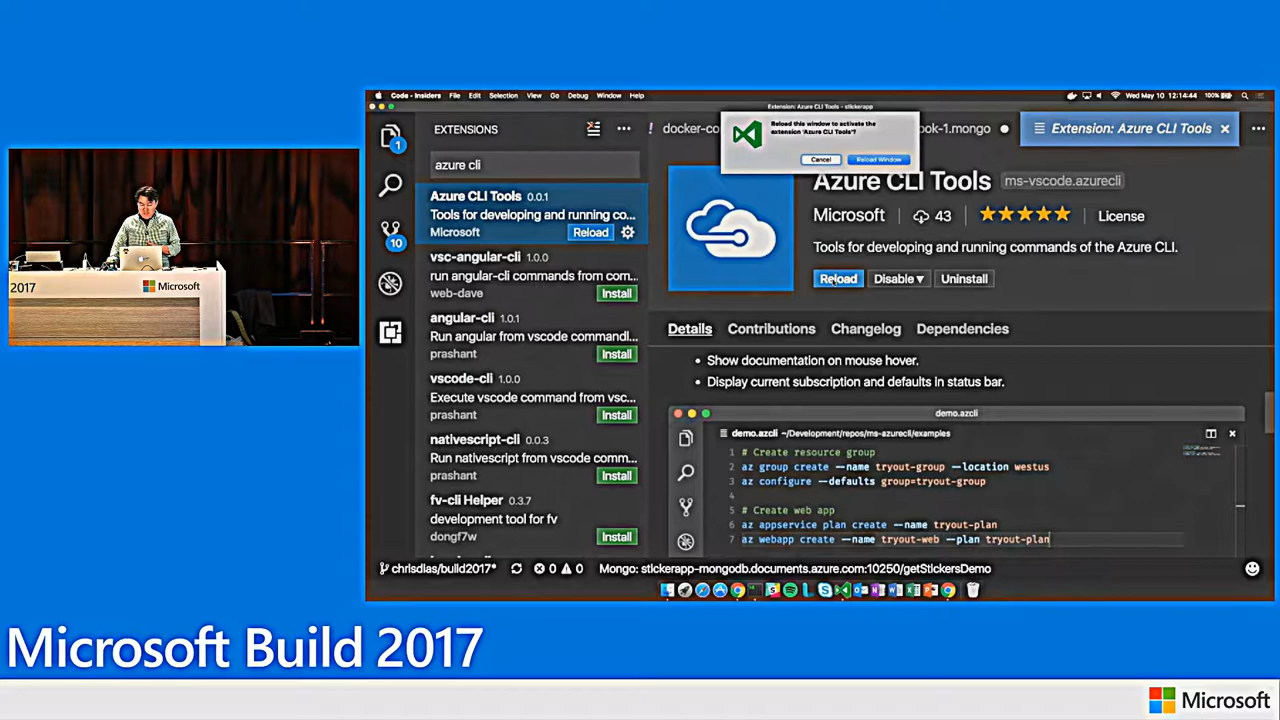 Code - Insiders File Edit Selection View Go Debug Window Help
Wed May 10 12:14:44 100%
Extension: Azure CLI Tools - stickerapp
EXTENSIONS
azure cli
Azure CLI Tools 0.0.1
Tools for developing and running co...
Microsoft Reload
vsc-angular-cli 1.0.0
run angular-cli commands from com...
web-dave Install
angular-cli 1.0.1
Run angular from vscode commandl...
prashant Install
vscode-cli 1.0.0
Execute vscode command from vsc...
prashant Install
nativescript-cli 0.0.3
Run nativescript from vscode comm...
prashant Install
fv-cli Helper 0.3.7
development tool for fv
dongf7w Install
1
10
docker-co
ook-1.mongo
Extension: Azure CLI Tools
Reload this window to activate the
extension 'Azure CLI Tools'?
Cancel Reload Window
Azure CLI Tools ms-vscode.azurecli
Microsoft 43 License
Tools for developing and running commands of the Azure CLI.
Reload Disable Uninstall
Details Contributions Changelog Dependencies
• Show documentation on mouse hover.
• Display current subscription and defaults in status bar.
demo.azcli
demo.azcli ~/Development/repos/ms-azurecli/examples
1 # Create resource group
2 az group create --name tryout-group --location westus
3 az configure --defaults group=tryout-group
4
5 # Create web app
6 az appservice plan create --name tryout-plan
7 az webapp create --name tryout-web --plan tryout-plan
chrisdias/build2017* 0 0 Mongo: stickerapp-mongodb.documents.azure.com:10250/getStickersDemo
2017 Microsoft
Microsoft Build 2017
Microsoft